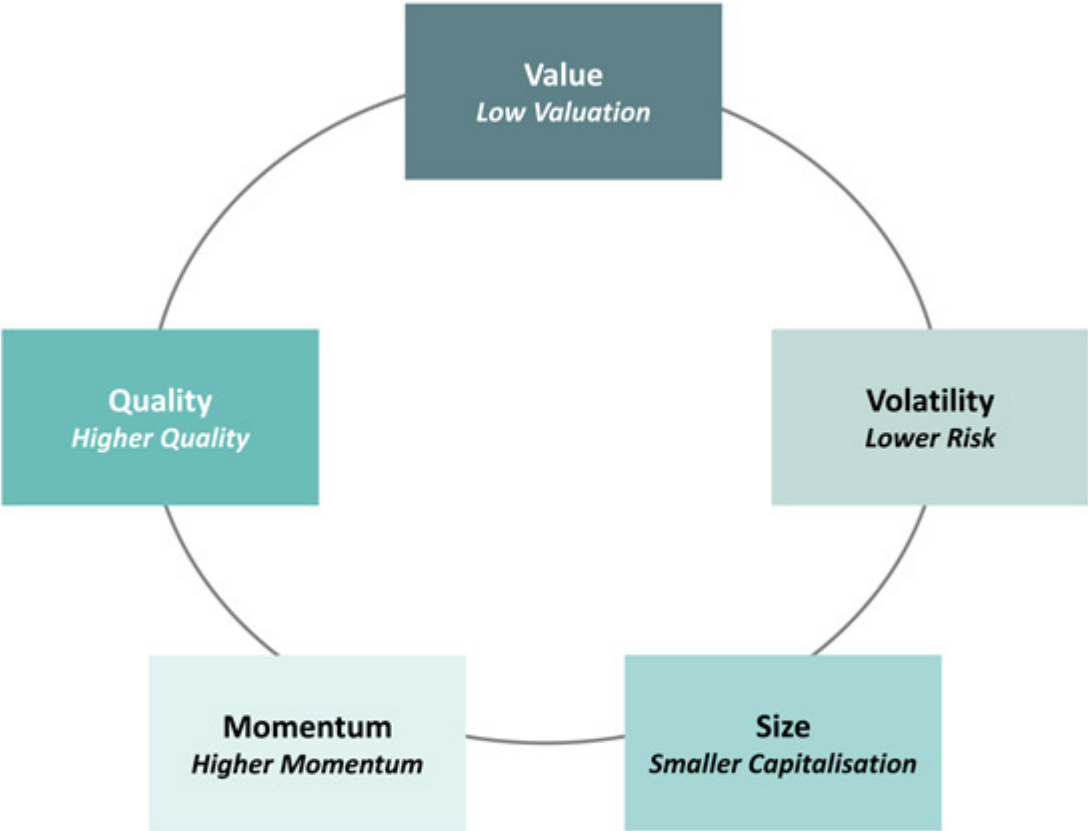 Value
Low Valuation
Quality
Higher Quality
Volatility
Lower Risk
Momentum
Higher Momentum
Size
Smaller Capitalisation